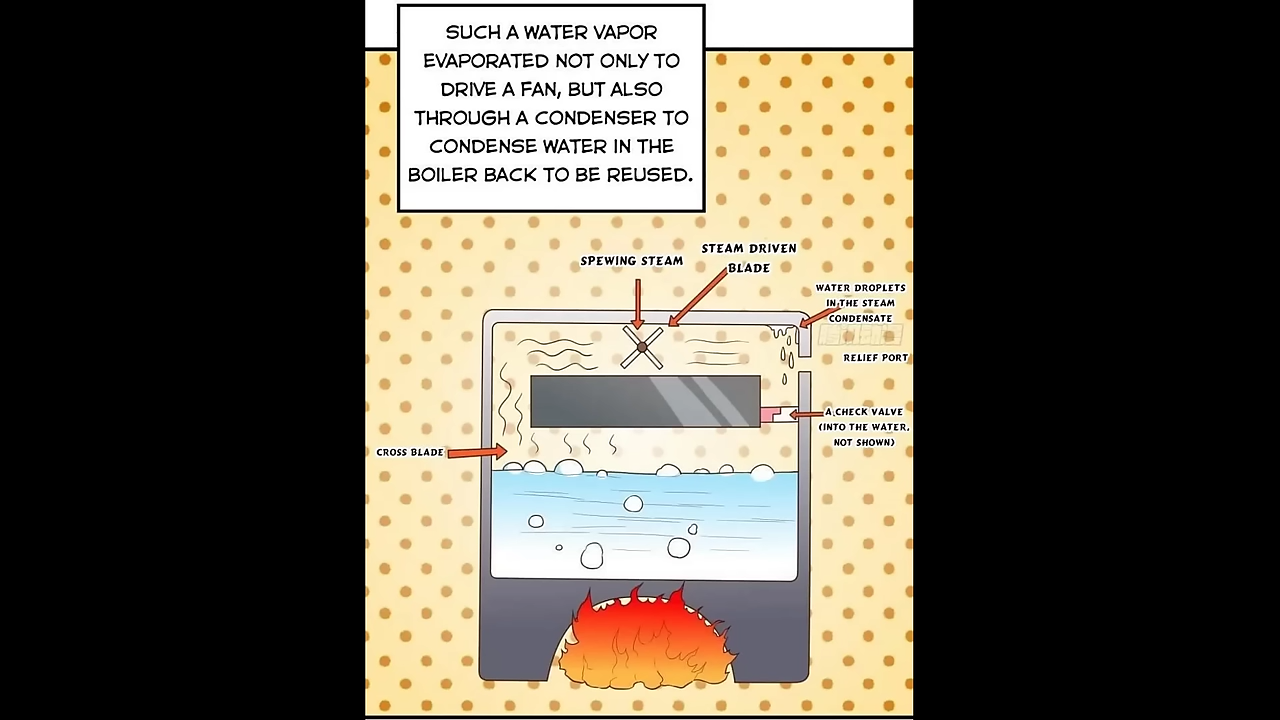 SUCH A WATER VAPOR
EVAPORATED NOT ONLY TO
DRIVE A FAN, BUT ALSO
THROUGH A CONDENSER TO
CONDENSE WATER IN THE
BOILER BACK TO BE REUSED.
SPEWING STEAM
STEAM DRIVEN
BLADE
WATER DROPLETS
IN THE STEAM
CONDENSATE
RELIEF PORT
A CHECK VALVE
(INTO THE WATER,
NOT SHOWN)
CROSS BLADE